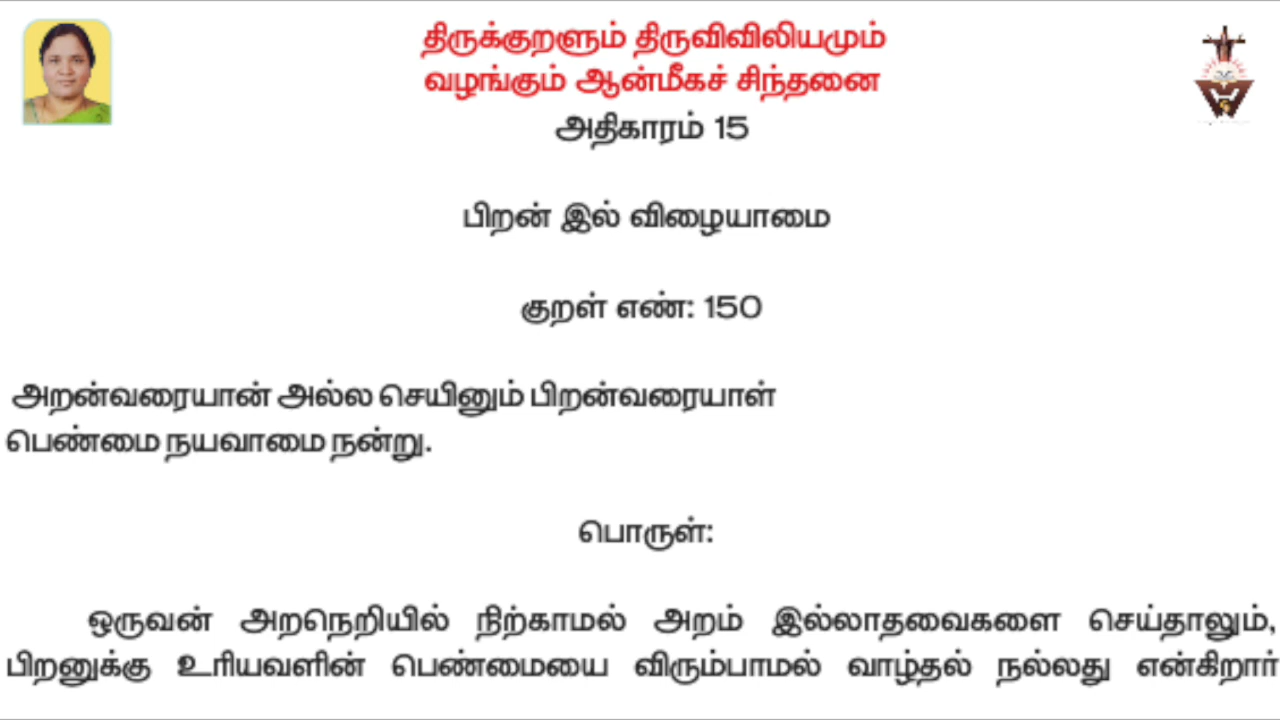 திருக்குறளும் திருவிவிலியமும்
வழங்கும் ஆன்மீகச் சிந்தனை
அதிகாரம் 15
பிறன் இல் விழையாமை
குறள் எண்: 150
அறன்வரையான் அல்ல செயினும் பிறன்வரையாள்
பெண்மை நயவாமை நன்று.
பொருள்:
ஒருவன் அறநெறியில் நிற்காமல் அறம் இல்லாதவைகளை செய்தாலும்,
பிறனுக்கு உரியவளின் பெண்மையை விரும்பாமல் வாழ்தல் நல்லது என்கிறார்